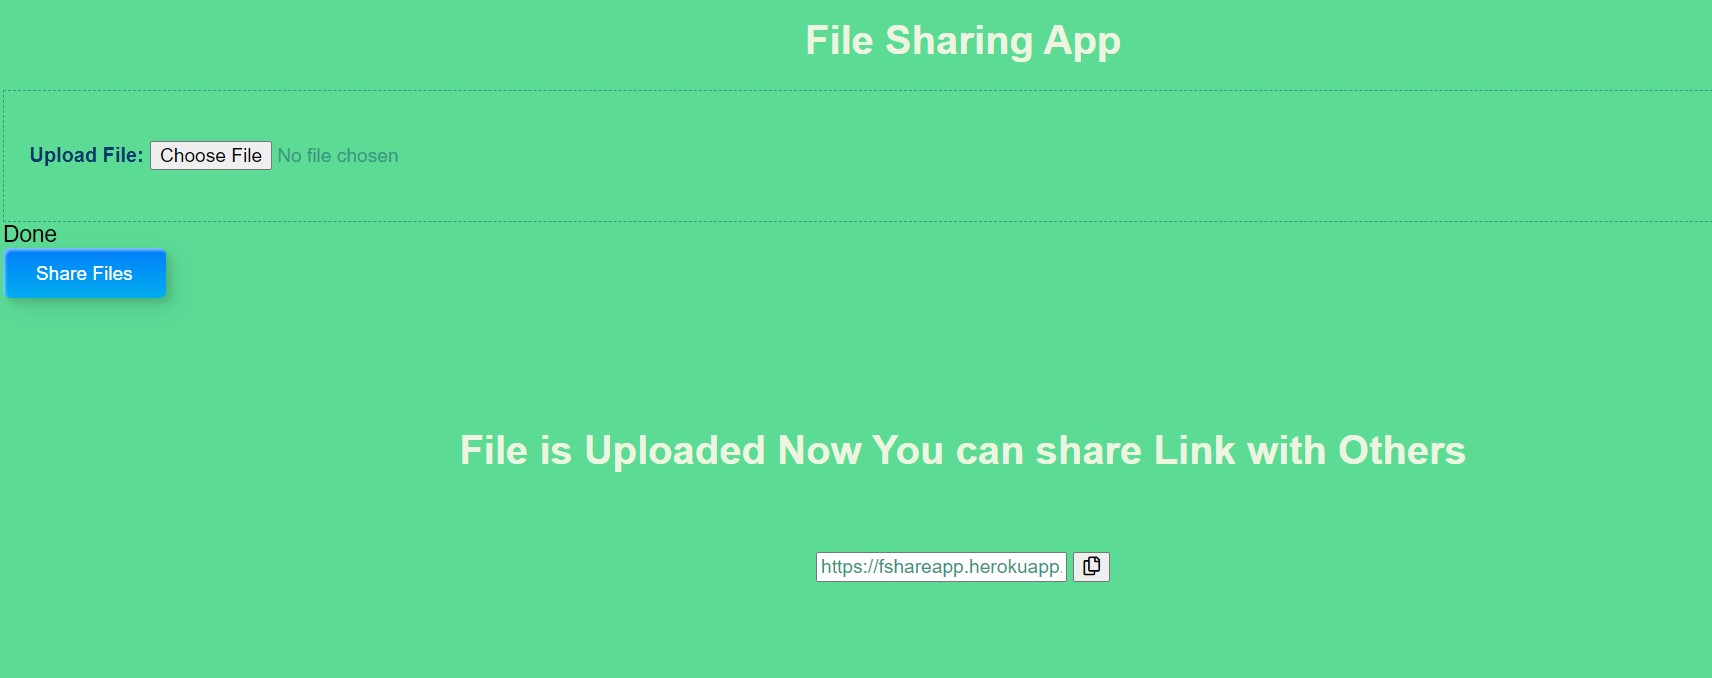 File Sharing App
Upload File: Choose File No file chosen
Done
Share Files
File is Uploaded Now You can share Link with Others
https://fshareapp.herokuapp.